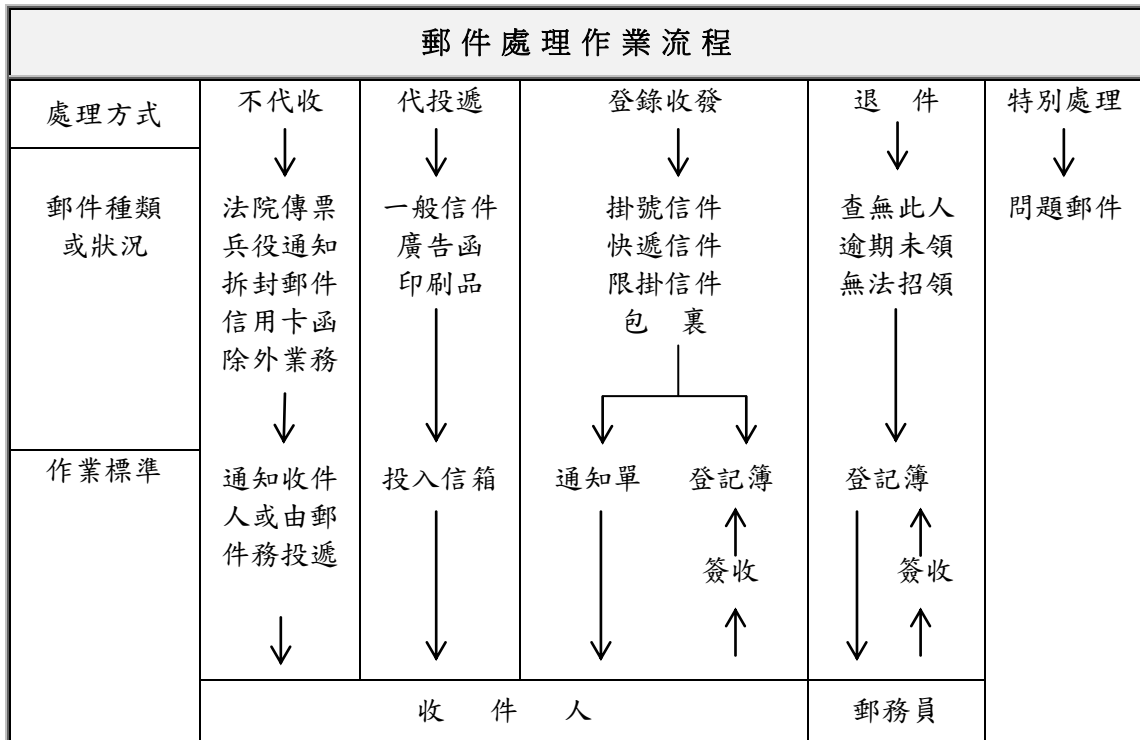 郵件處理作業流程
處理方式
不代收
代投遞
登錄收發
退 件
特別處理
郵件種類
或狀況
法院傳票
兵役通知
拆封郵件
信用卡函
除外業務
一般信件
廣告函
印刷品
掛號信件
快遞信件
限掛信件
包 裹
查無此人
逾期未領
無法招領
問題郵件
作業標準
通知收件
人或由郵
件務投遞
投入信箱
通知單
登記簿
簽收
登記簿
簽收
收 件 人
郵務員